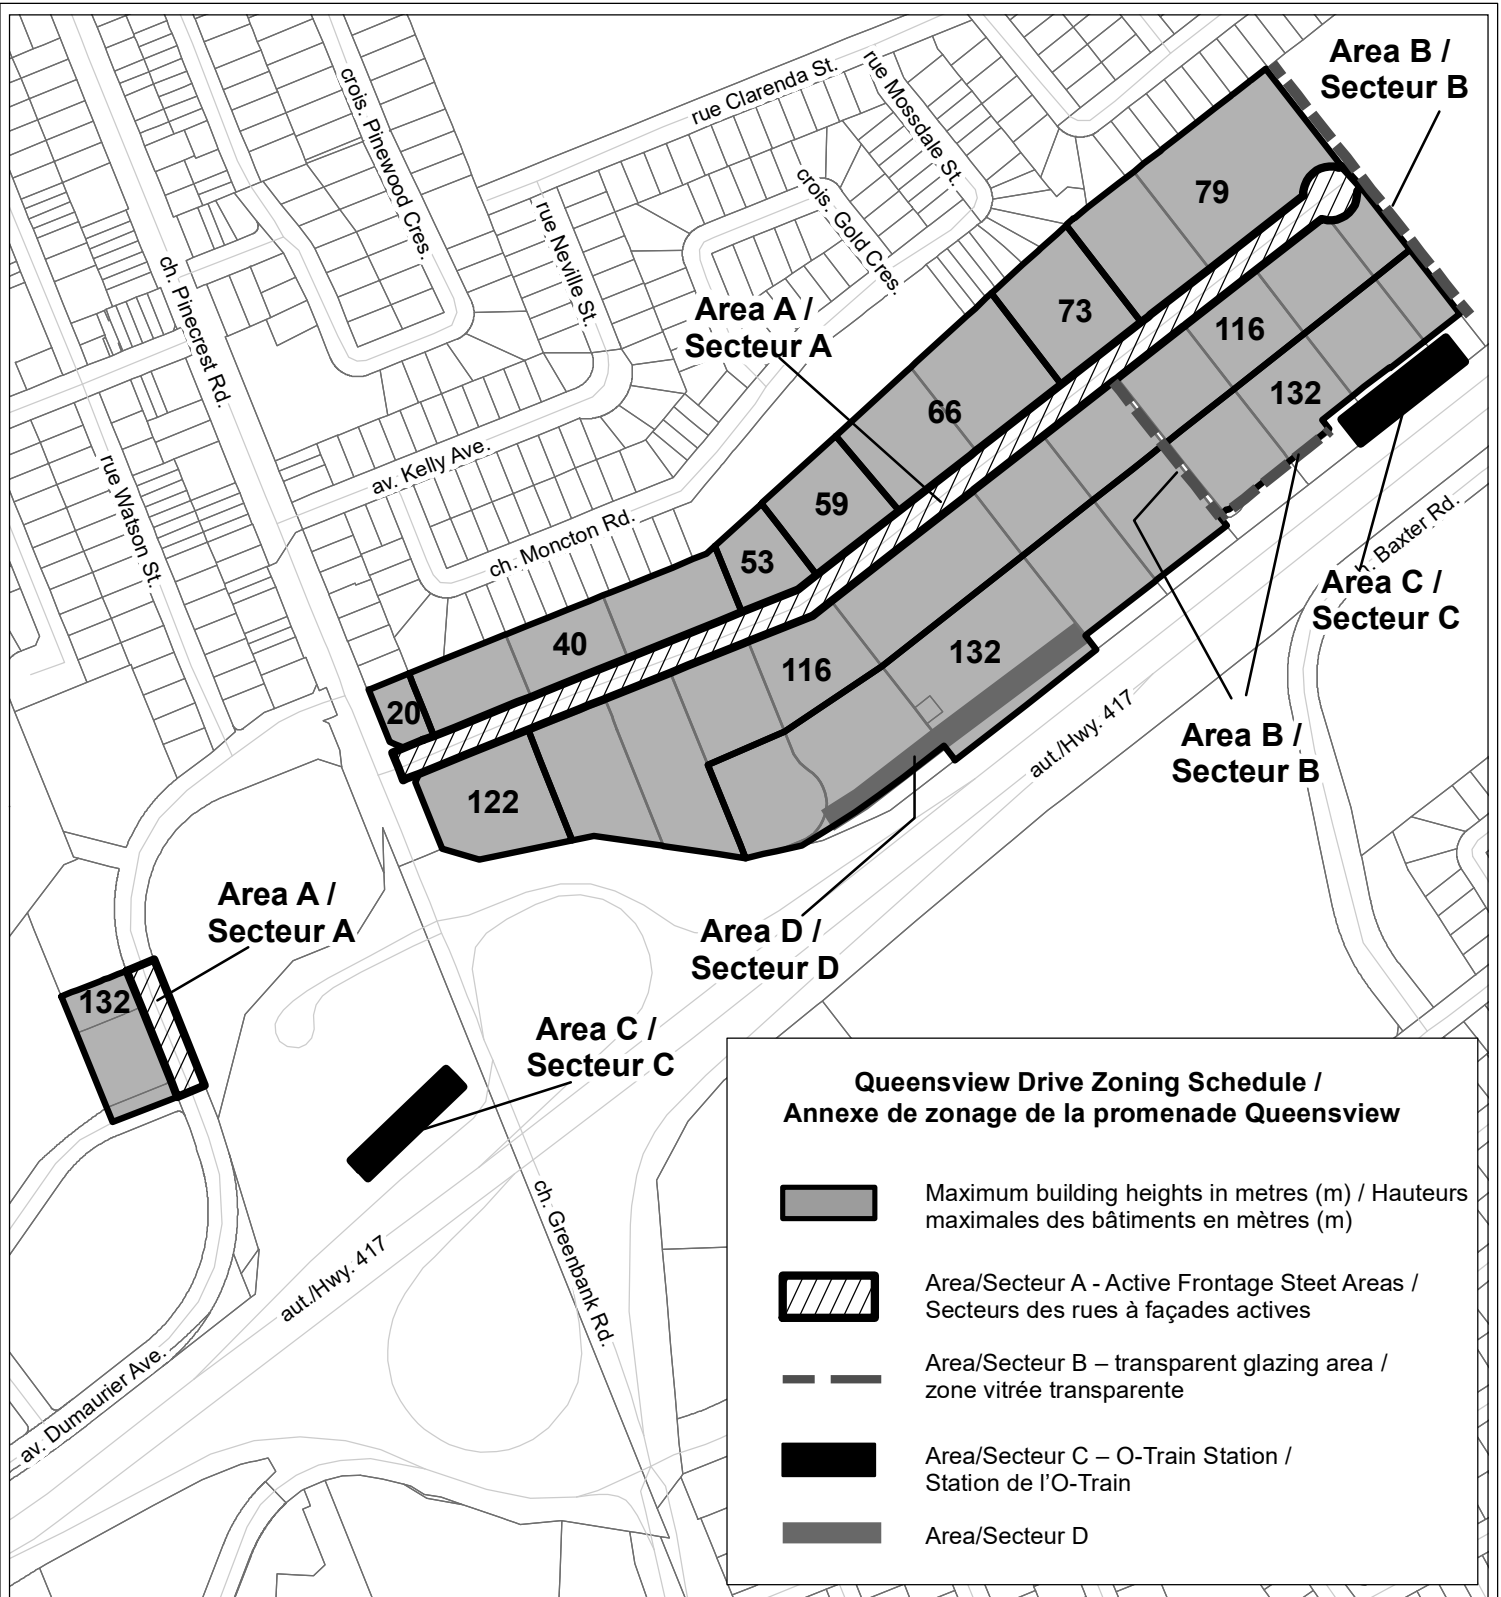 Area B /
Secteur B
rue Clarenda St.
rue Mossdale St.
crois. Pinewood Cres.
crois. Gold Cres.
rue Neville St.
ch. Pinecrest Rd.
79
73
116
Area A /
Secteur A
132
66
av. Kelly Ave.
rue Watson St.
59
ch. Moncton Rd.
53
Baxter Rd.
Area C /
Secteur C
40
116
132
20
aut./Hwy. 417
Area B /
Secteur B
122
Area A /
Secteur A
Area D /
Secteur D
132
Area C /
Secteur C
ch. Greenbank Rd.
aut./Hwy. 417
av. Dumaurier Ave.
Queensview Drive Zoning Schedule /
Annexe de zonage de la promenade Queensview
Maximum building heights in metres (m) / Hauteurs
maximales des bâtiments en mètres (m)
Area/Secteur A - Active Frontage Steet Areas /
Secteurs des rues à façades actives
Area/Secteur B – transparent glazing area /
zone vitrée transparente
Area/Secteur C – O-Train Station /
Station de l’O-Train
Area/Secteur D